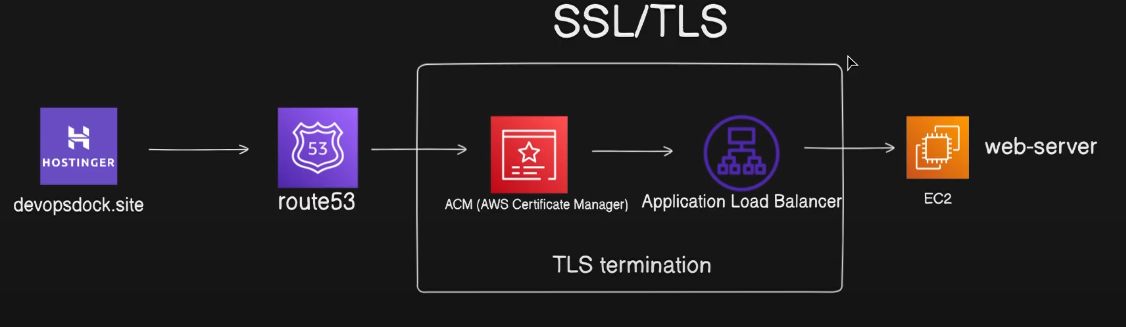 SSL/TLS
HOSTINGER
devopsdock.site
53
route53
ACM (AWS Certificate Manager)
Application Load Balancer
TLS termination
EC2
web-server